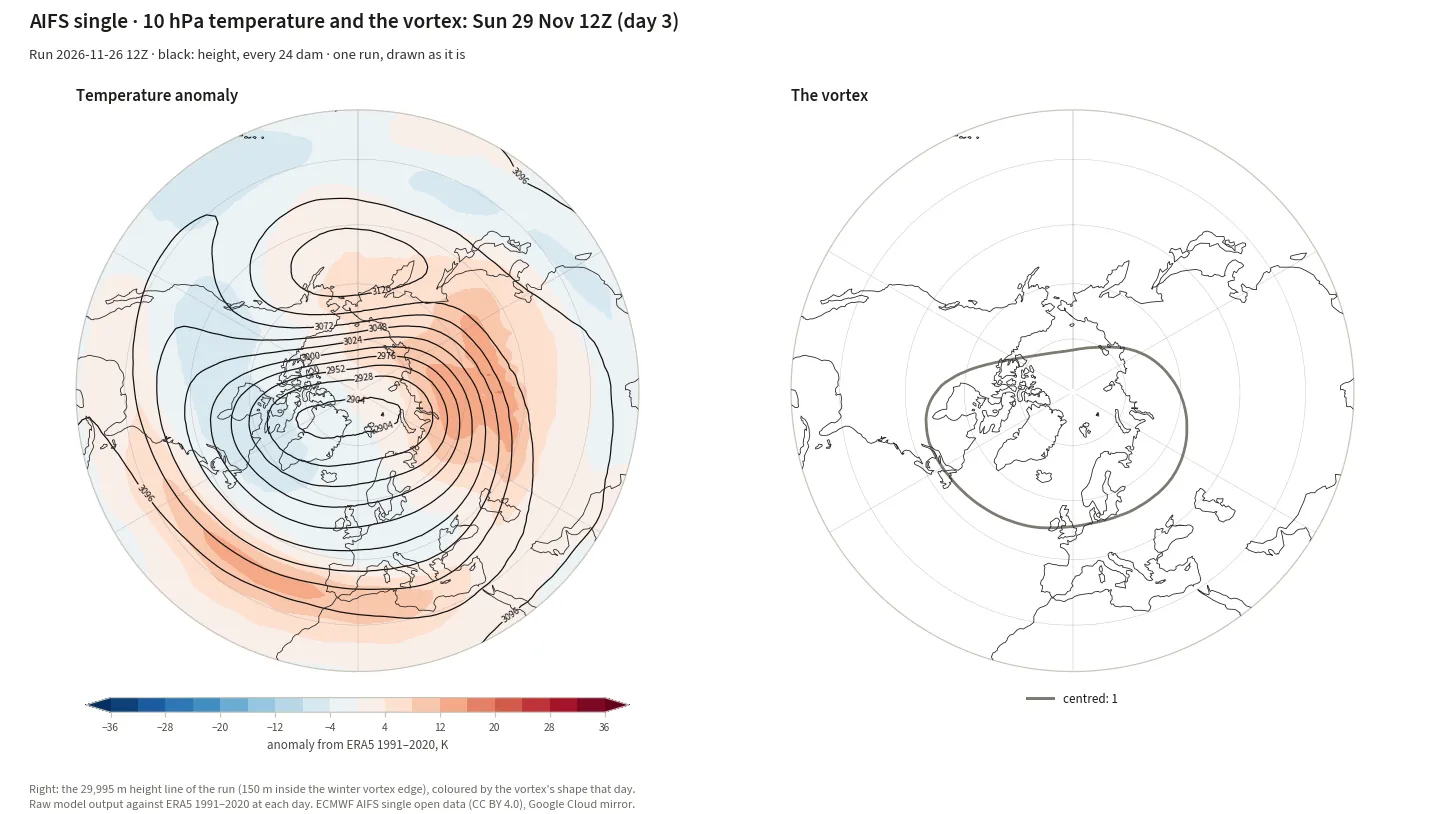 AIFS single · 10 hPa temperature and the vortex: Sun 29 Nov 12Z (day 3)
Run 2026-11-26 12Z · black: height, every 24 dam · one run, drawn as it is
Temperature anomaly
The vortex
3096
3120
3072
3048
3024
3000
2976
2952
2928
2904
2904
3096
3096
centred: 1
−36
−28
−20
−12
−4
4
12
20
28
36
anomaly from ERA5 1991–2020, K
Right: the 29,995 m height line of the run (150 m inside the winter vortex edge), coloured by the vortex's shape that day.
Raw model output against ERA5 1991–2020 at each day. ECMWF AIFS single open data (CC BY 4.0), Google Cloud mirror.